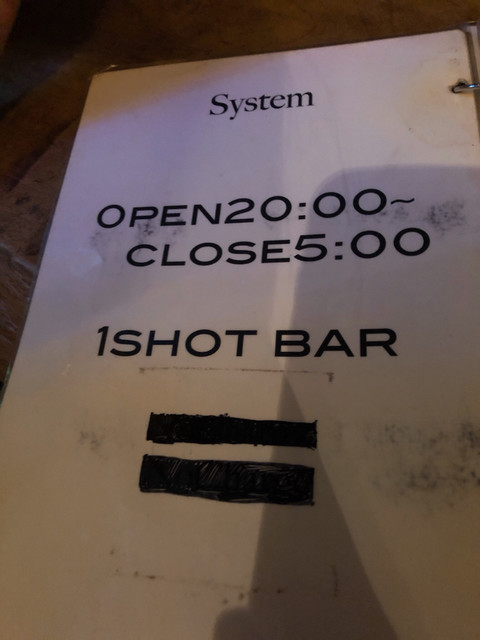 System
OPEN20:00~
CLOSE5:00
1SHOT BAR